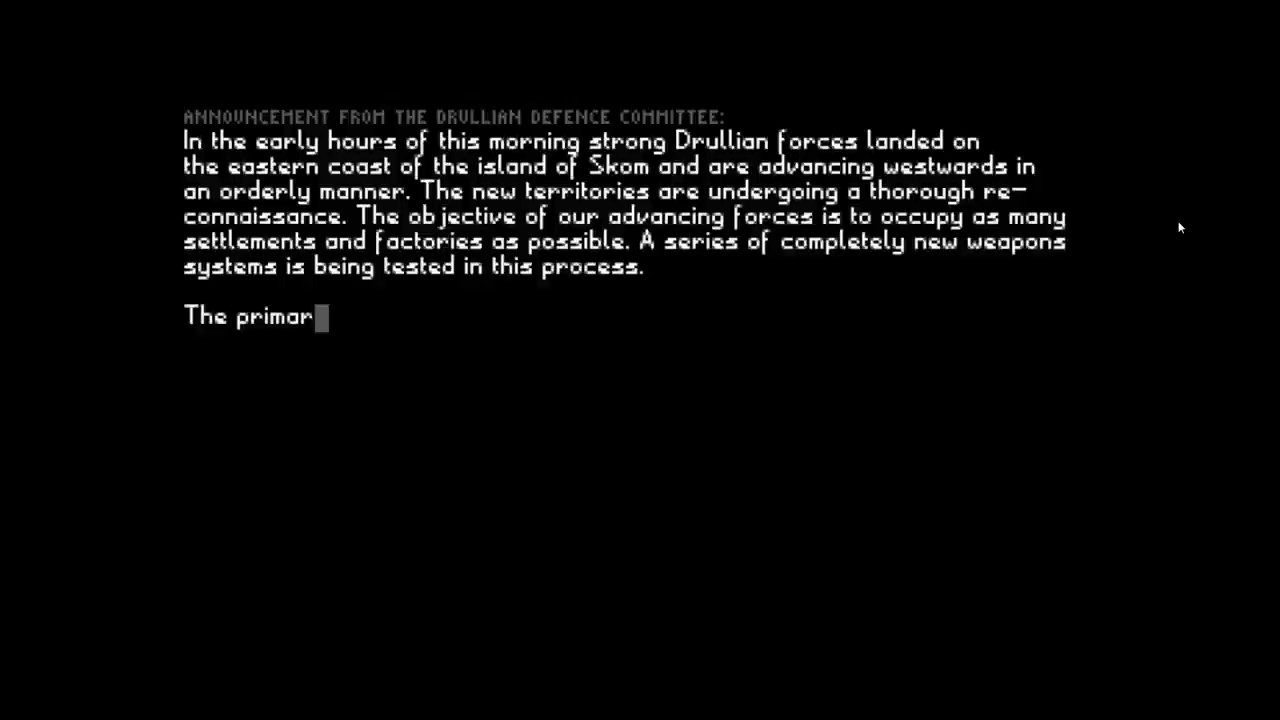 ANNOUNCEMENT FROM THE DRULLIAN DEFENCE COMMITTEE:
In the early hours of this morning strong Drullian forces landed on
the eastern coast of the island of Skom and are advancing westwards in
an orderly manner. The new territories are undergoing a thorough re-
connaissance. The objective of our advancing forces is to occupy as many
settlements and factories as possible. A series of completely new weapons
systems is being tested in this process.
The primar